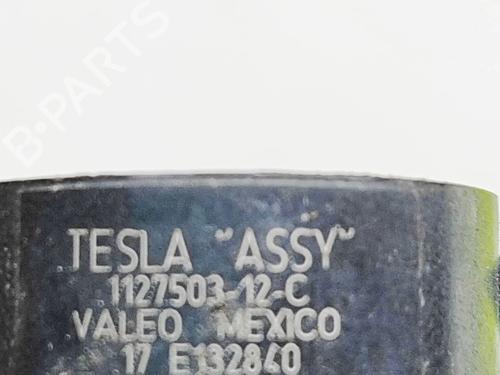 B-PARTS
TESLA "ASSY"
1127503-12-C
VALEO MEXICO
17 E132840